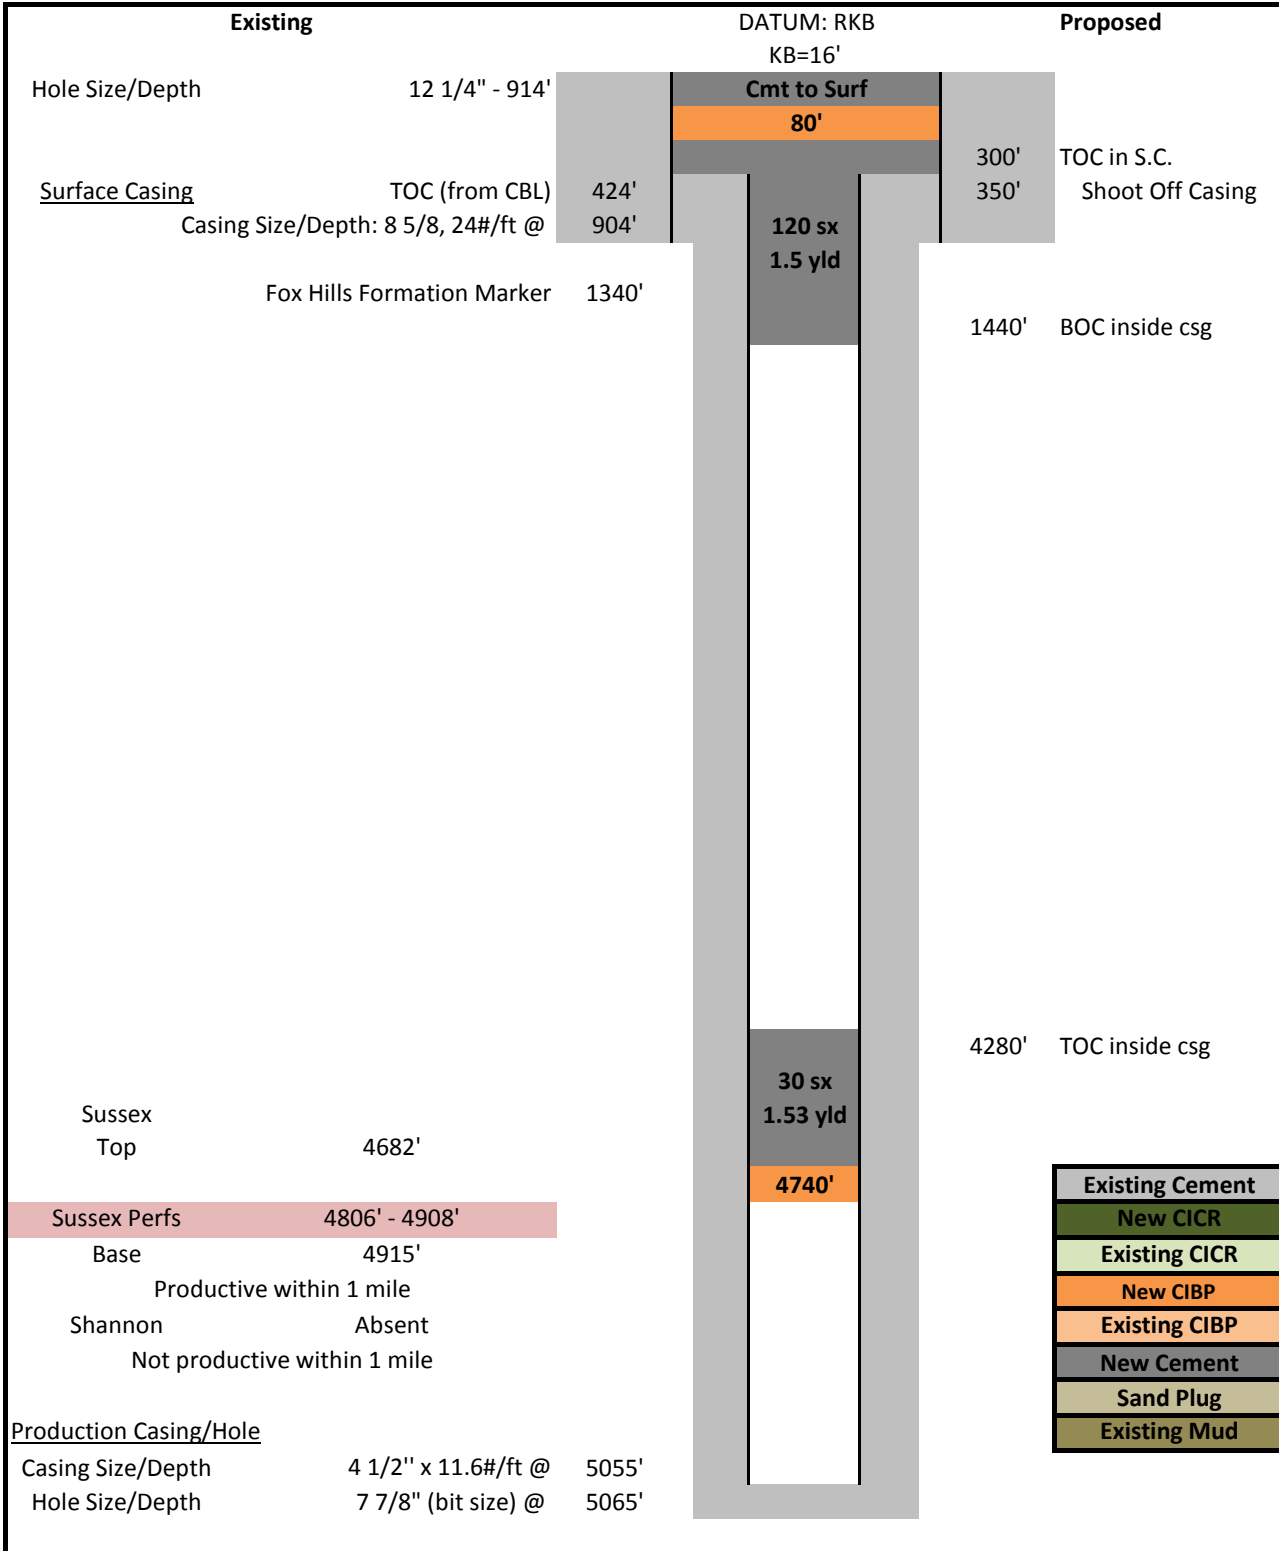 Existing DATUM: RKB Proposed
KB=16'
Hole Size/Depth 12 1/4" - 914' Cmt to Surf
80'
300' TOC in S.C.
Surface Casing TOC (from CBL) 424' 350' Shoot Off Casing
Casing Size/Depth: 8 5/8, 24#/ft @ 904' 120 sx
1.5 yld
Fox Hills Formation Marker 1340'
1440' BOC inside csg
4280' TOC inside csg
30 sx
Sussex 1.53 yld
Top 4682'
4740' Existing Cement
Sussex Perfs 4806' - 4908' New CICR
Base 4915' Existing CICR
Productive within 1 mile New CIBP
Shannon Absent Existing CIBP
Not productive within 1 mile New Cement
Sand Plug
Production Casing/Hole Existing Mud
Casing Size/Depth 4 1/2'' x 11.6#/ft @ 5055'
Hole Size/Depth 7 7/8" (bit size) @ 5065'